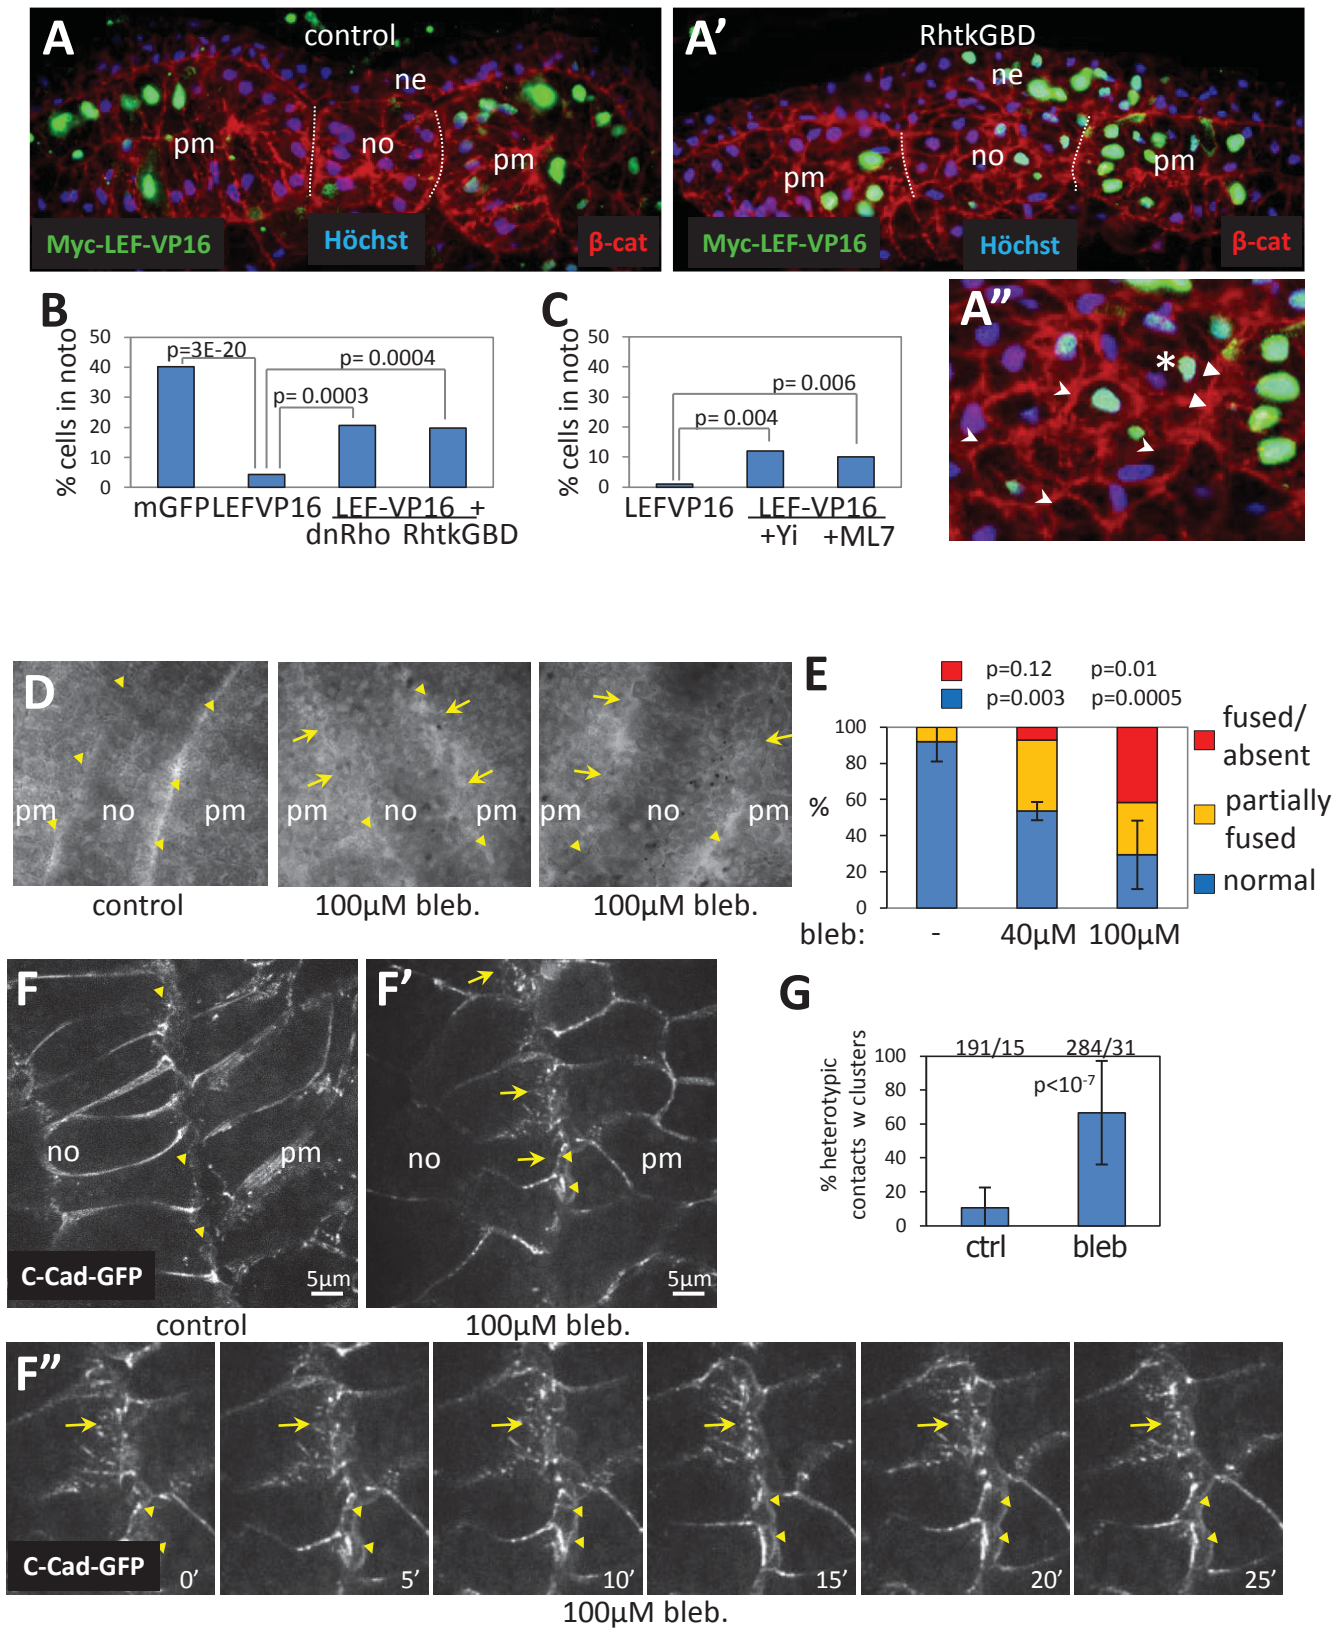 A
control
ne
pm
no
pm
Myc-LEF-VP16
Höchst
β-cat
A′
RhtkGBD
ne
no
pm
pm
Myc-LEF-VP16
Höchst
β-cat
B
% cells in noto
50
40
30
20
10
0
p=3E-20
p= 0.0004
p= 0.0003
mGFP LEFVP16 LEF-VP16 +
dnRho RhtkGBD
C
% cells in noto
50
40
30
20
10
0
p= 0.006
p= 0.004
LEFVP16 LEF-VP16
+Yi +ML7
A″
*
D
pm no pm
control
pm no pm
100µM bleb.
pm no pm
100µM bleb.
E
p=0.12 p=0.01
p=0.003 p=0.0005
100
80
60
40
20
0
%
fused/
absent
partially
fused
normal
bleb: - 40µM 100µM
F
no
pm
C-Cad-GFP
5µm
control
F′
no
pm
5µm
100µM bleb.
G
% heterotypic
contacts w clusters
100
80
60
40
20
0
191/15 284/31
p<10⁻⁷
ctrl bleb
F″
C-Cad-GFP
0′
5′
10′
15′
20′
25′
100µM bleb.